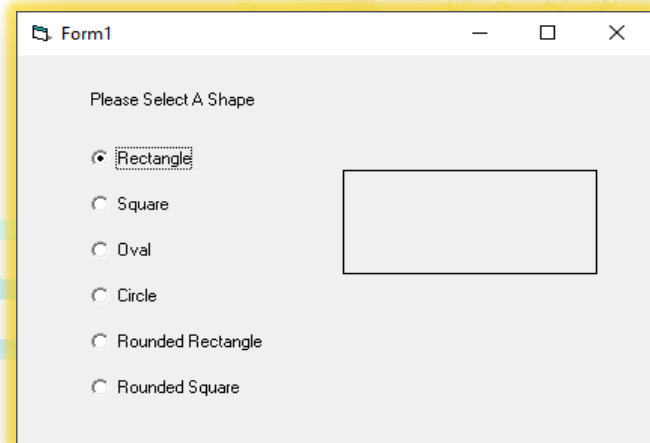 Form1
Please Select A Shape
Rectangle
Square
Oval
Circle
Rounded Rectangle
Rounded Square